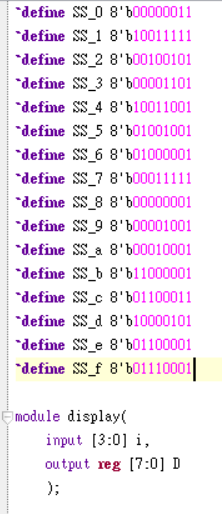 `define SS_0 8'b00000011
`define SS_1 8'b10011111
`define SS_2 8'b00100101
`define SS_3 8'b00001101
`define SS_4 8'b10011001
`define SS_5 8'b01001001
`define SS_6 8'b01000001
`define SS_7 8'b00011111
`define SS_8 8'b00000001
`define SS_9 8'b00001001
`define SS_a 8'b00010001
`define SS_b 8'b11000001
`define SS_c 8'b01100011
`define SS_d 8'b10000101
`define SS_e 8'b01100001
`define SS_f 8'b01110001
module display(
input [3:0] i,
output reg [7:0] D
);